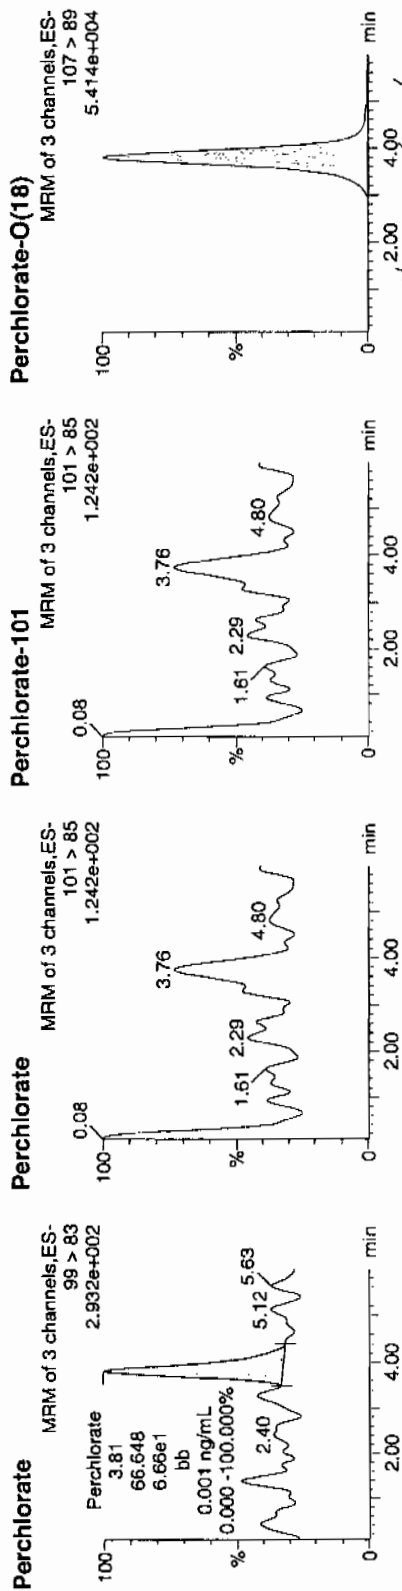 Perchlorate
MRM of 3 channels,ES-
99 > 83
2.932e+002
100
Perchlorate
3.81
66.648
6.66e1
bb
0.001 ng/mL
0.000 -100.000%
%
2.40
5.12
5.63
0
2.00
4.00
min
Perchlorate
MRM of 3 channels,ES-
101 > 85
1.242e+002
0.08
100
3.76
%
1.61
2.29
4.80
0
2.00
4.00
min
Perchlorate-101
MRM of 3 channels,ES-
101 > 85
1.242e+002
0.08
100
3.76
%
1.61
2.29
4.80
0
2.00
4.00
min
Perchlorate-O(18)
MRM of 3 channels,ES-
107 > 89
5.414e+004
100
%
0
2.00
4.00
min